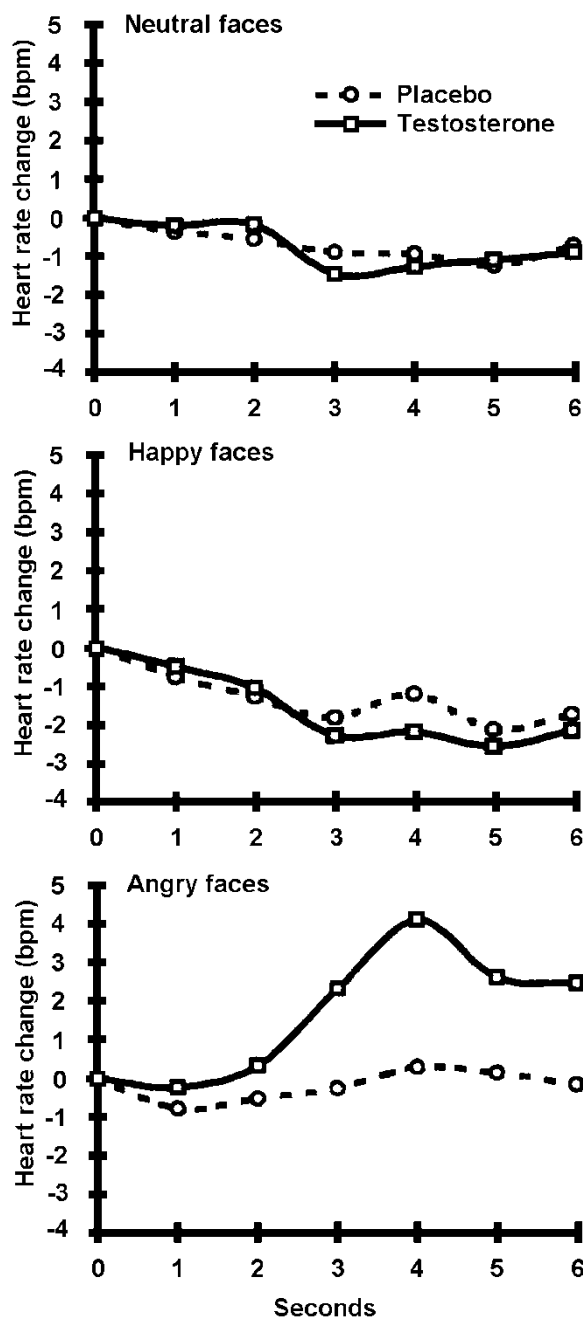 Neutral faces
Heart rate change (bpm)
5
4
3
2
1
0
-1
-2
-3
-4
Placebo
Testosterone
0 1 2 3 4 5 6
Happy faces
Heart rate change (bpm)
5
4
3
2
1
0
-1
-2
-3
-4
0 1 2 3 4 5 6
Angry faces
Heart rate change (bpm)
5
4
3
2
1
0
-1
-2
-3
-4
0 1 2 3 4 5 6
Seconds